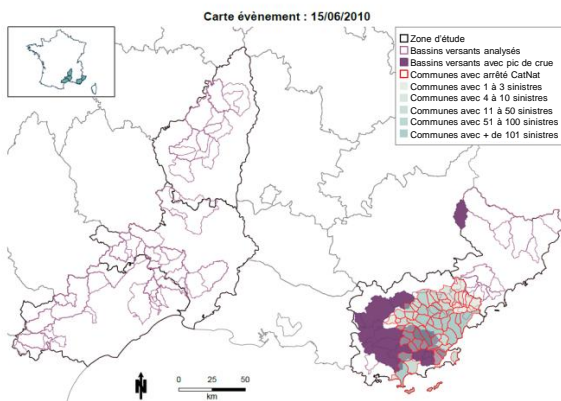 Carte évènement : 15/06/2010
Zone d'étude
Bassins versants analysés
Bassins versants avec pic de crue
Communes avec arrêté CatNat
Communes avec 1 à 3 sinistres
Communes avec 4 à 10 sinistres
Communes avec 11 à 50 sinistres
Communes avec 51 à 100 sinistres
Communes avec + de 101 sinistres
N
0 25 50
km